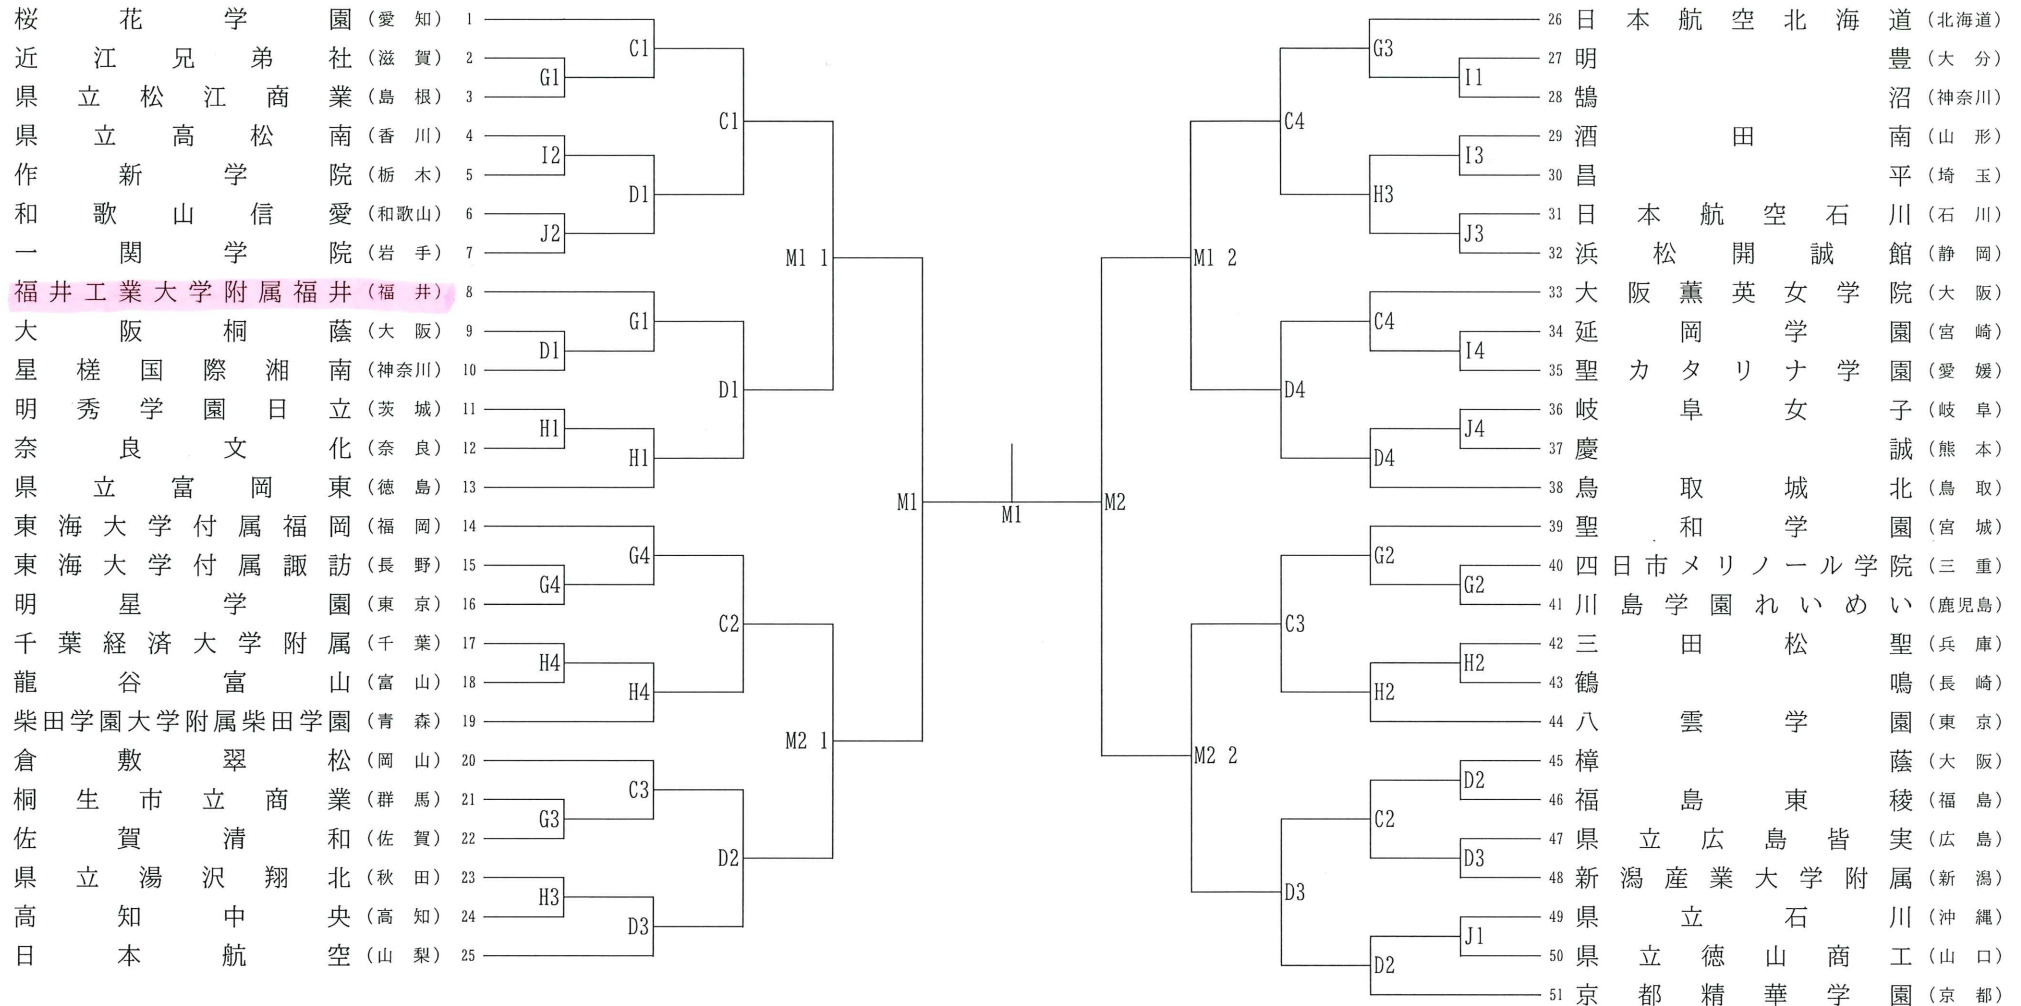 桜花学園（愛知） 1
近江兄弟社（滋賀） 2
県立松江商業（島根） 3
県立高松南（香川） 4
作新学院（栃木） 5
和歌山信愛（和歌山） 6
一関学院（岩手） 7
福井工業大学附属福井（福井） 8
大阪桐蔭（大阪） 9
星槎国際湘南（神奈川） 10
明秀学園日立（茨城） 11
奈良文化（奈良） 12
県立富岡東（徳島） 13
東海大学付属福岡（福岡） 14
東海大学付属諏訪（長野） 15
明星学園（東京） 16
千葉経済大学附属（千葉） 17
龍谷富山（富山） 18
柴田学園大学附属柴田学園（青森） 19
倉敷翠松（岡山） 20
桐生市立商業（群馬） 21
佐賀清和（佐賀） 22
県立湯沢翔北（秋田） 23
高知中央（高知） 24
日本航空（山梨） 25
G1
I2
J2
D1
H1
G4
H4
G3
H3
C1
D1
G1
H1
G4
H4
C3
D3
C1
D1
C2
D2
M1 1
M2 1
M1
M1
M2
M1 2
M2 2
C4
D4
C3
D3
G3
H3
C4
D4
G2
H2
C2
D2
I1
I3
J3
I4
J4
G2
H2
D2
D3
J1
26 日本航空北海道（北海道）
27 明豊（大分）
28 鵠沼（神奈川）
29 酒田南（山形）
30 昌平（埼玉）
31 日本航空石川（石川）
32 浜松開誠館（静岡）
33 大阪薫英女学院（大阪）
34 延岡学園（宮崎）
35 聖カタリナ学園（愛媛）
36 岐阜女子（岐阜）
37 慶誠（熊本）
38 鳥取城北（鳥取）
39 聖和学園（宮城）
40 四日市メリノール学院（三重）
41 川島学園れいめい（鹿児島）
42 三田松聖（兵庫）
43 鶴鳴（長崎）
44 八雲学園（東京）
45 樟蔭（大阪）
46 福島東稜（福島）
47 県立広島皆実（広島）
48 新潟産業大学附属（新潟）
49 県立石川（沖縄）
50 県立徳山商工（山口）
51 京都精華学園（京都）